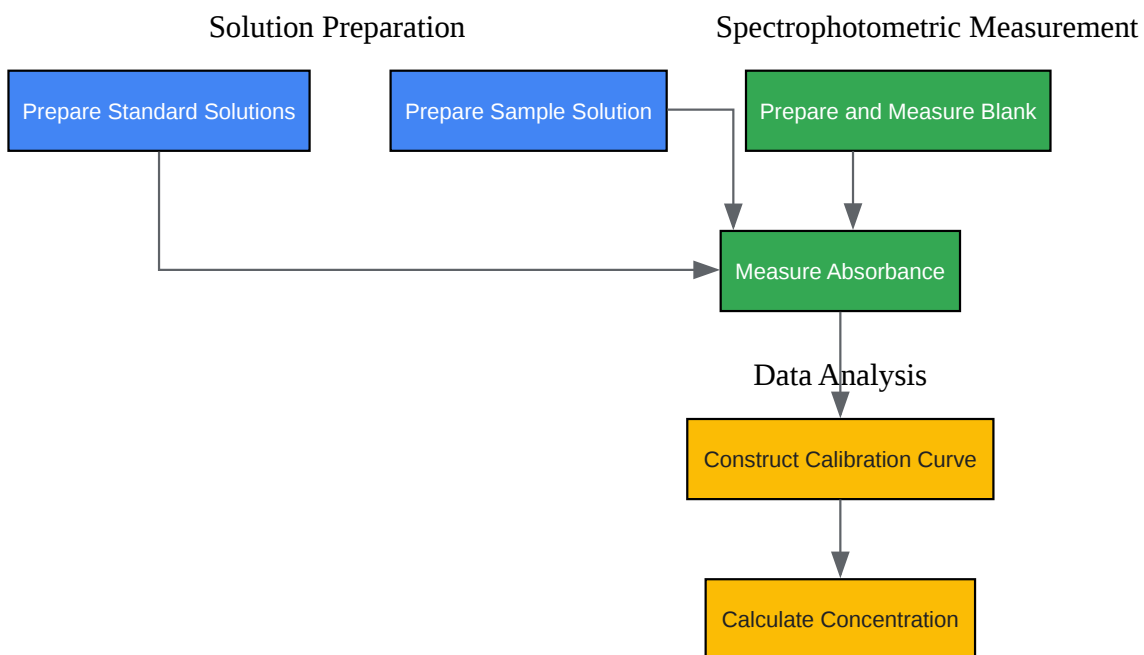 Solution Preparation
Spectrophotometric Measurement
Prepare Standard Solutions
Prepare Sample Solution
Prepare and Measure Blank
Measure Absorbance
Data Analysis
Construct Calibration Curve
Calculate Concentration